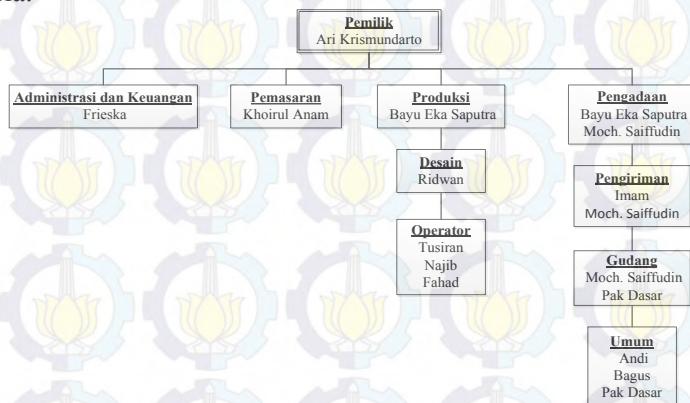 Pemilik
Ari Krismundarto
Administrasi dan Keuangan
Frieska
Pemasaran
Khoirul Anam
Produksi
Bayu Eka Saputra
Desain
Ridwan
Operator
Tusiran
Najib
Fahad
Pengadaan
Bayu Eka Saputra
Moch. Saiffudin
Pengiriman
Imam
Moch. Saiffudin
Gudang
Moch. Saiffudin
Pak Dasar
Umum
Andi
Bagus
Pak Dasar